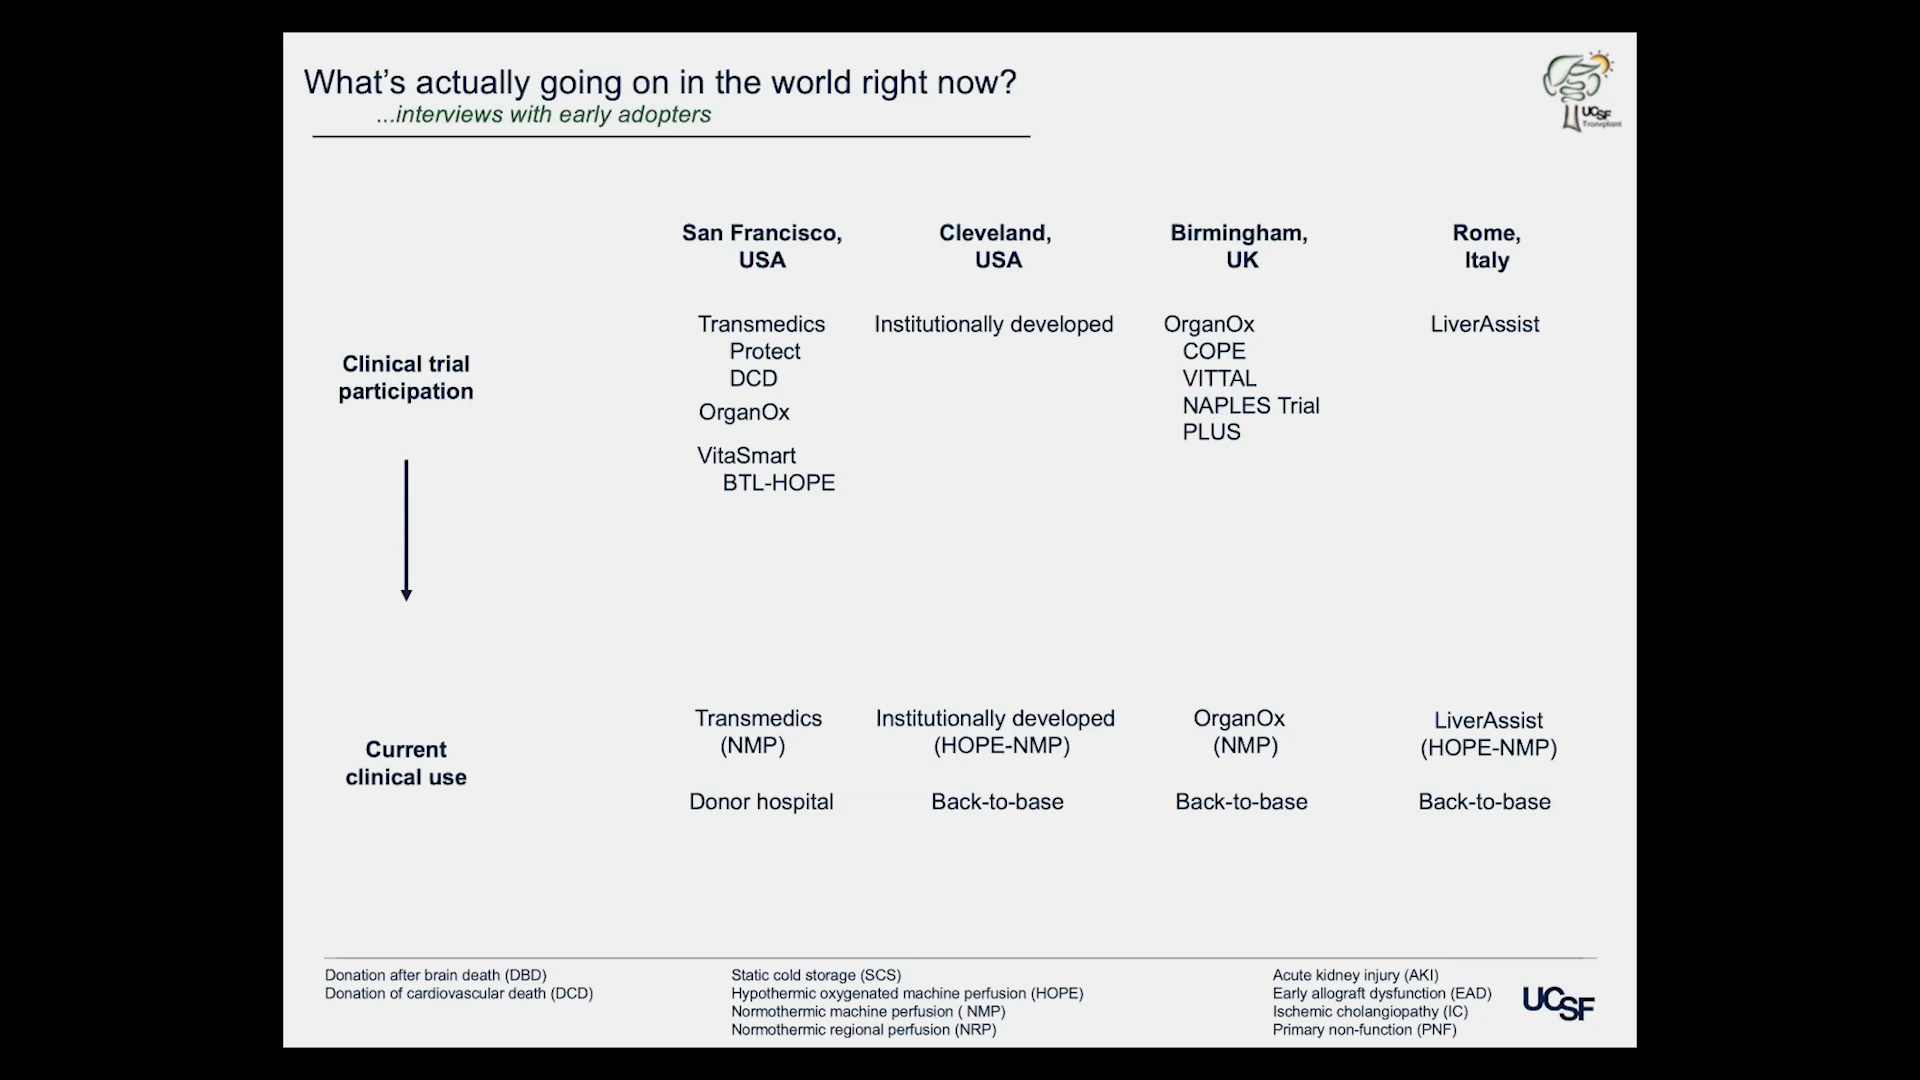 What's actually going on in the world right now?
...interviews with early adopters
UCSF
Transplant
San Francisco,
USA
Cleveland,
USA
Birmingham,
UK
Rome,
Italy
Clinical trial
participation
Transmedics
Protect
DCD
OrganOx
VitaSmart
BTL-HOPE
Institutionally developed
OrganOx
COPE
VITTAL
NAPLES Trial
PLUS
LiverAssist
Current
clinical use
Transmedics
(NMP)
Donor hospital
Institutionally developed
(HOPE-NMP)
Back-to-base
OrganOx
(NMP)
Back-to-base
LiverAssist
(HOPE-NMP)
Back-to-base
Donation after brain death (DBD)
Donation of cardiovascular death (DCD)
Static cold storage (SCS)
Hypothermic oxygenated machine perfusion (HOPE)
Normothermic machine perfusion ( NMP)
Normothermic regional perfusion (NRP)
Acute kidney injury (AKI)
Early allograft dysfunction (EAD)
Ischemic cholangiopathy (IC)
Primary non-function (PNF)
UCSF